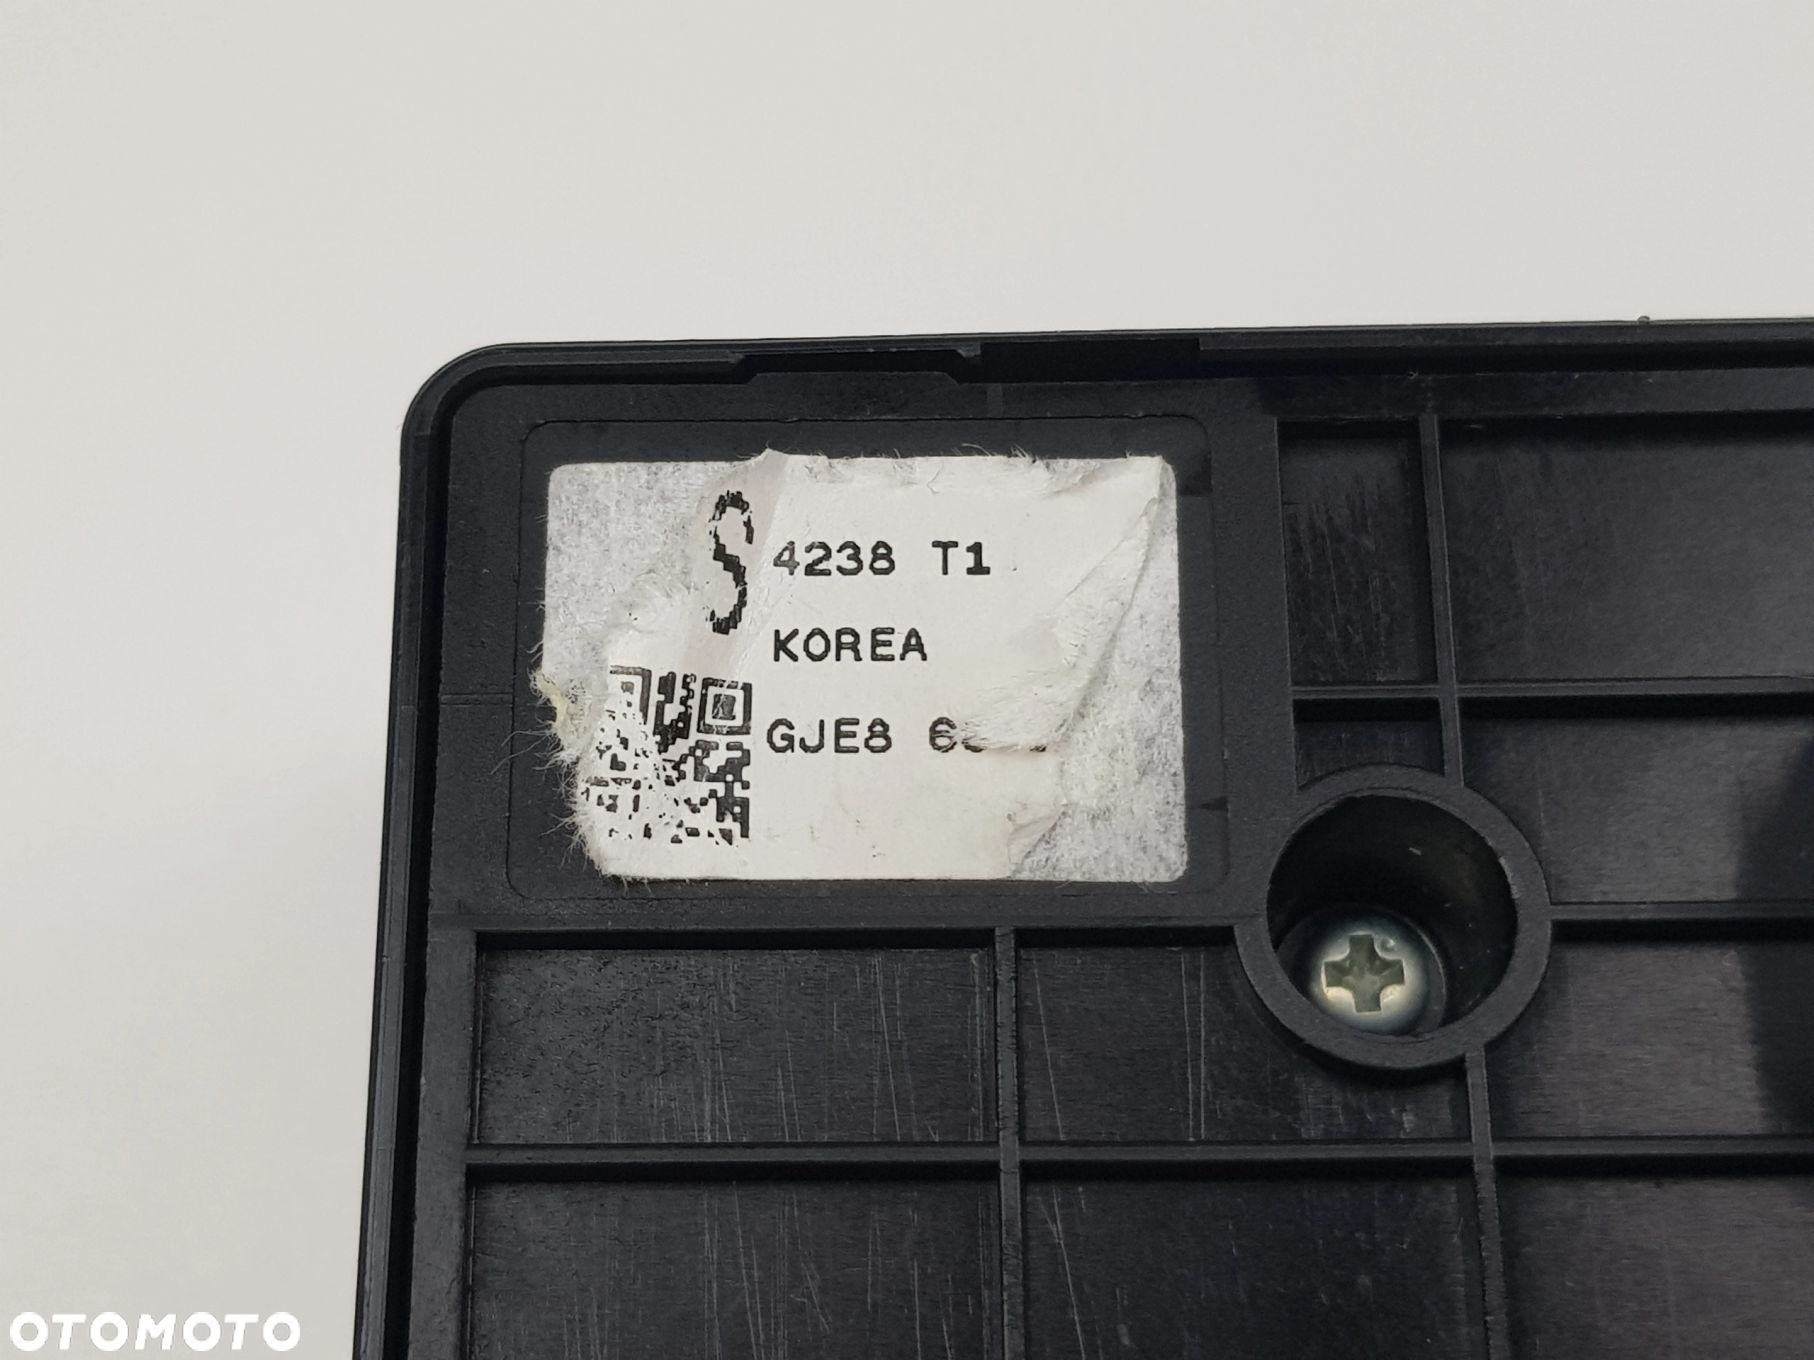 S
4238 T1
KOREA
GJE8
OTOMOTO